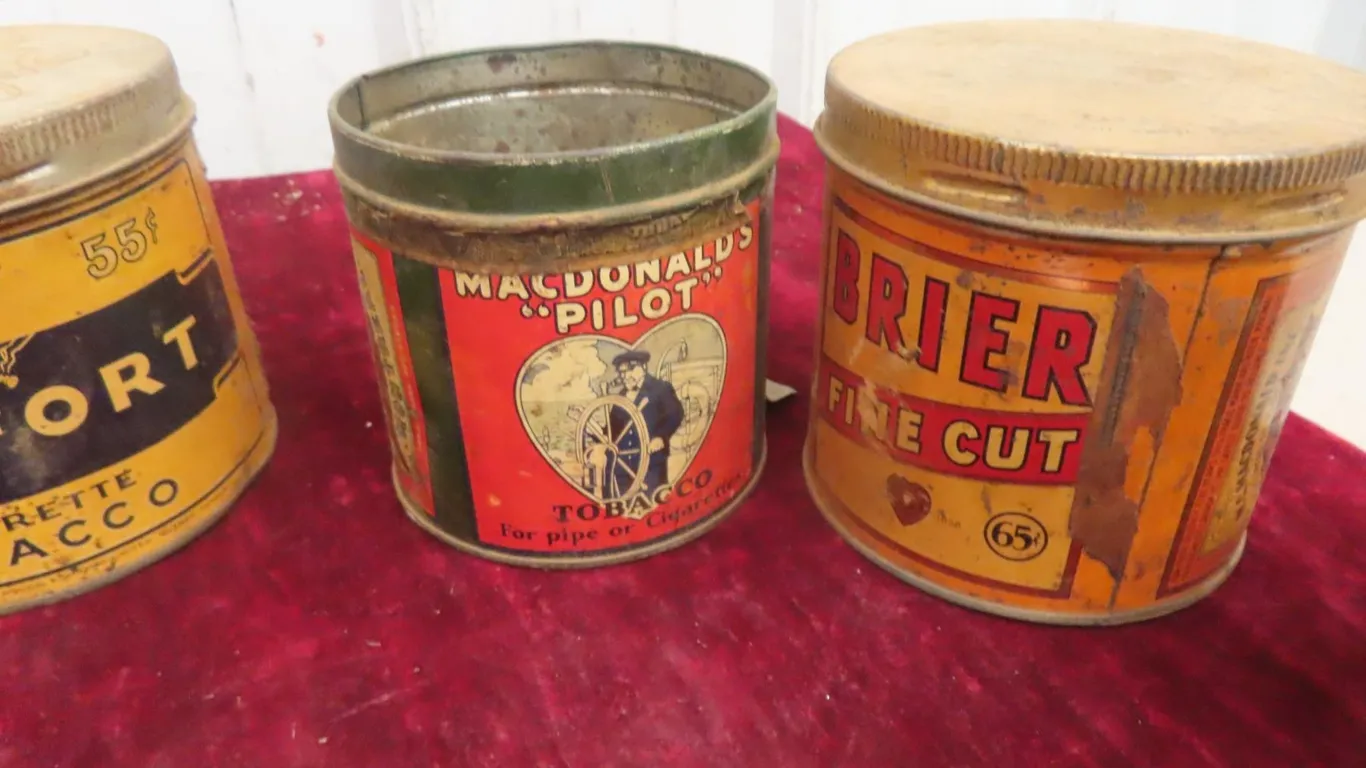 55¢
ORT
RETTE
ACCO
MACDONALD'S
"PILOT"
TOBACCO
For pipe or Cigarettes
BRIER
FINE CUT
65¢